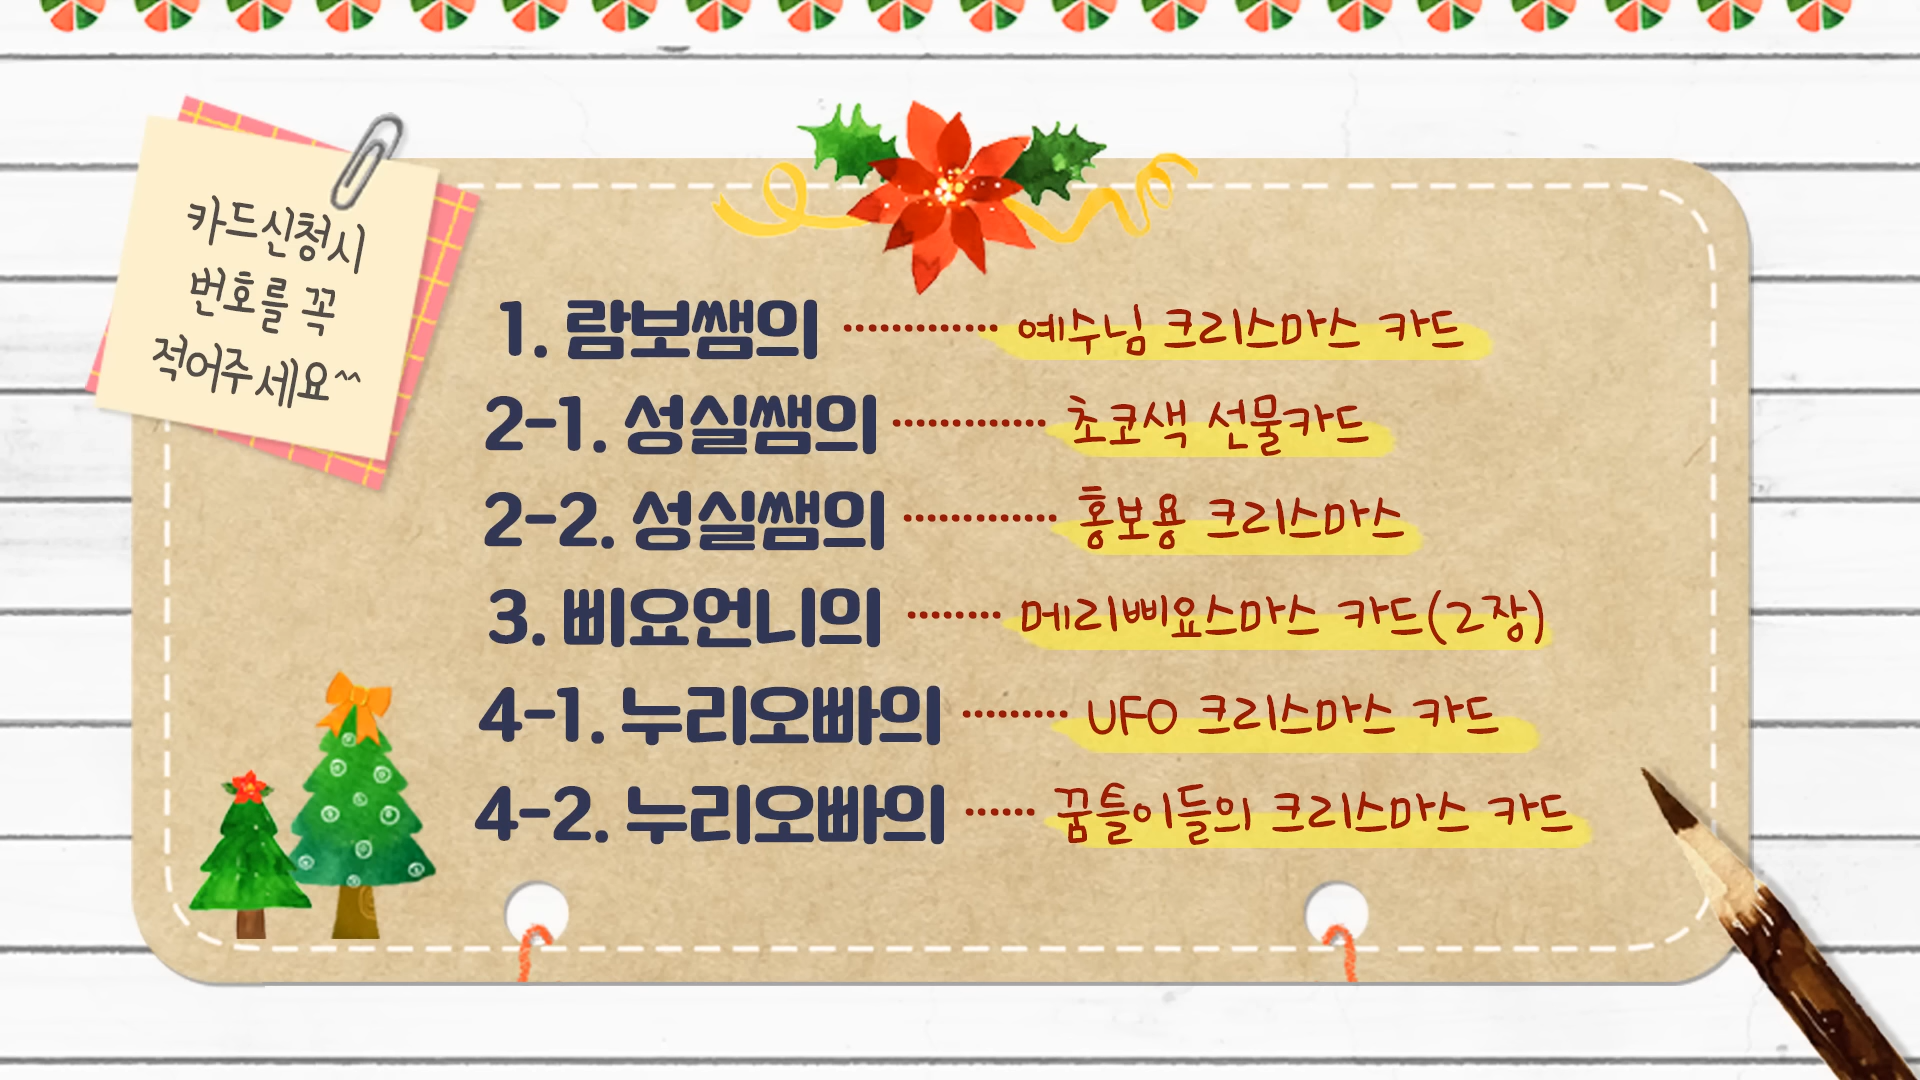 카드신청시
번호를 꼭
적어주세요^^
1. 람보쌤의 ············ 예수님 크리스마스 카드
2-1. 성실쌤의 ············ 초코색 선물카드
2-2. 성실쌤의 ············ 홍보용 크리스마스
3. 삐요언니의 ······· 메리삐요스마스 카드(2장)
4-1. 누리오빠의 ········ UFO 크리스마스 카드
4-2. 누리오빠의 ······ 꿈틀이들의 크리스마스 카드